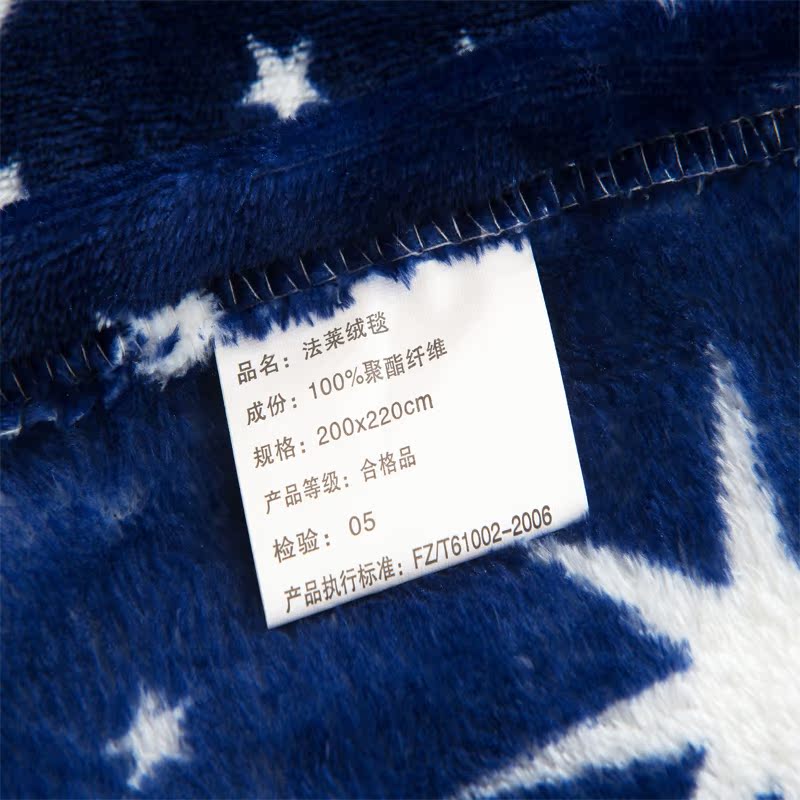 品名：法莱绒毯
成份：100%聚酯纤维
规格：200x220cm
产品等级：合格品
检验：05
产品执行标准：FZ/T61002-2006